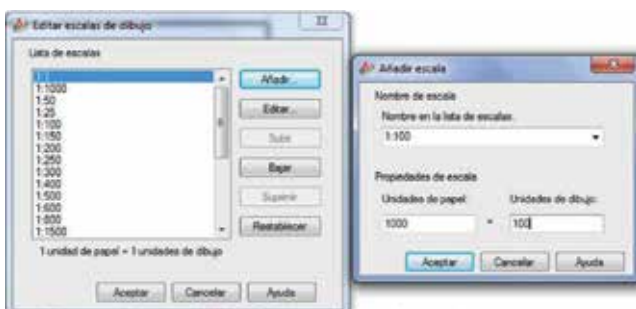 Editar escalas de dibujo
Lista de escalas
1:1
1:1000
1:50
1:25
1:100
1:150
1:200
1:250
1:300
1:400
1:500
1:600
1:800
1:1500
1 unidad de papel = 1 unidades de dibujo
Añadir...
Editar...
Subir
Bajar
Suprimir
Restablecer
Aceptar
Cancelar
Ayuda
Añadir escala
Nombre de escala
Nombre en la lista de escalas:
1:100
Propiedades de escala
Unidades de papel: Unidades de dibujo:
1000 = 100
Aceptar Cancelar Ayuda